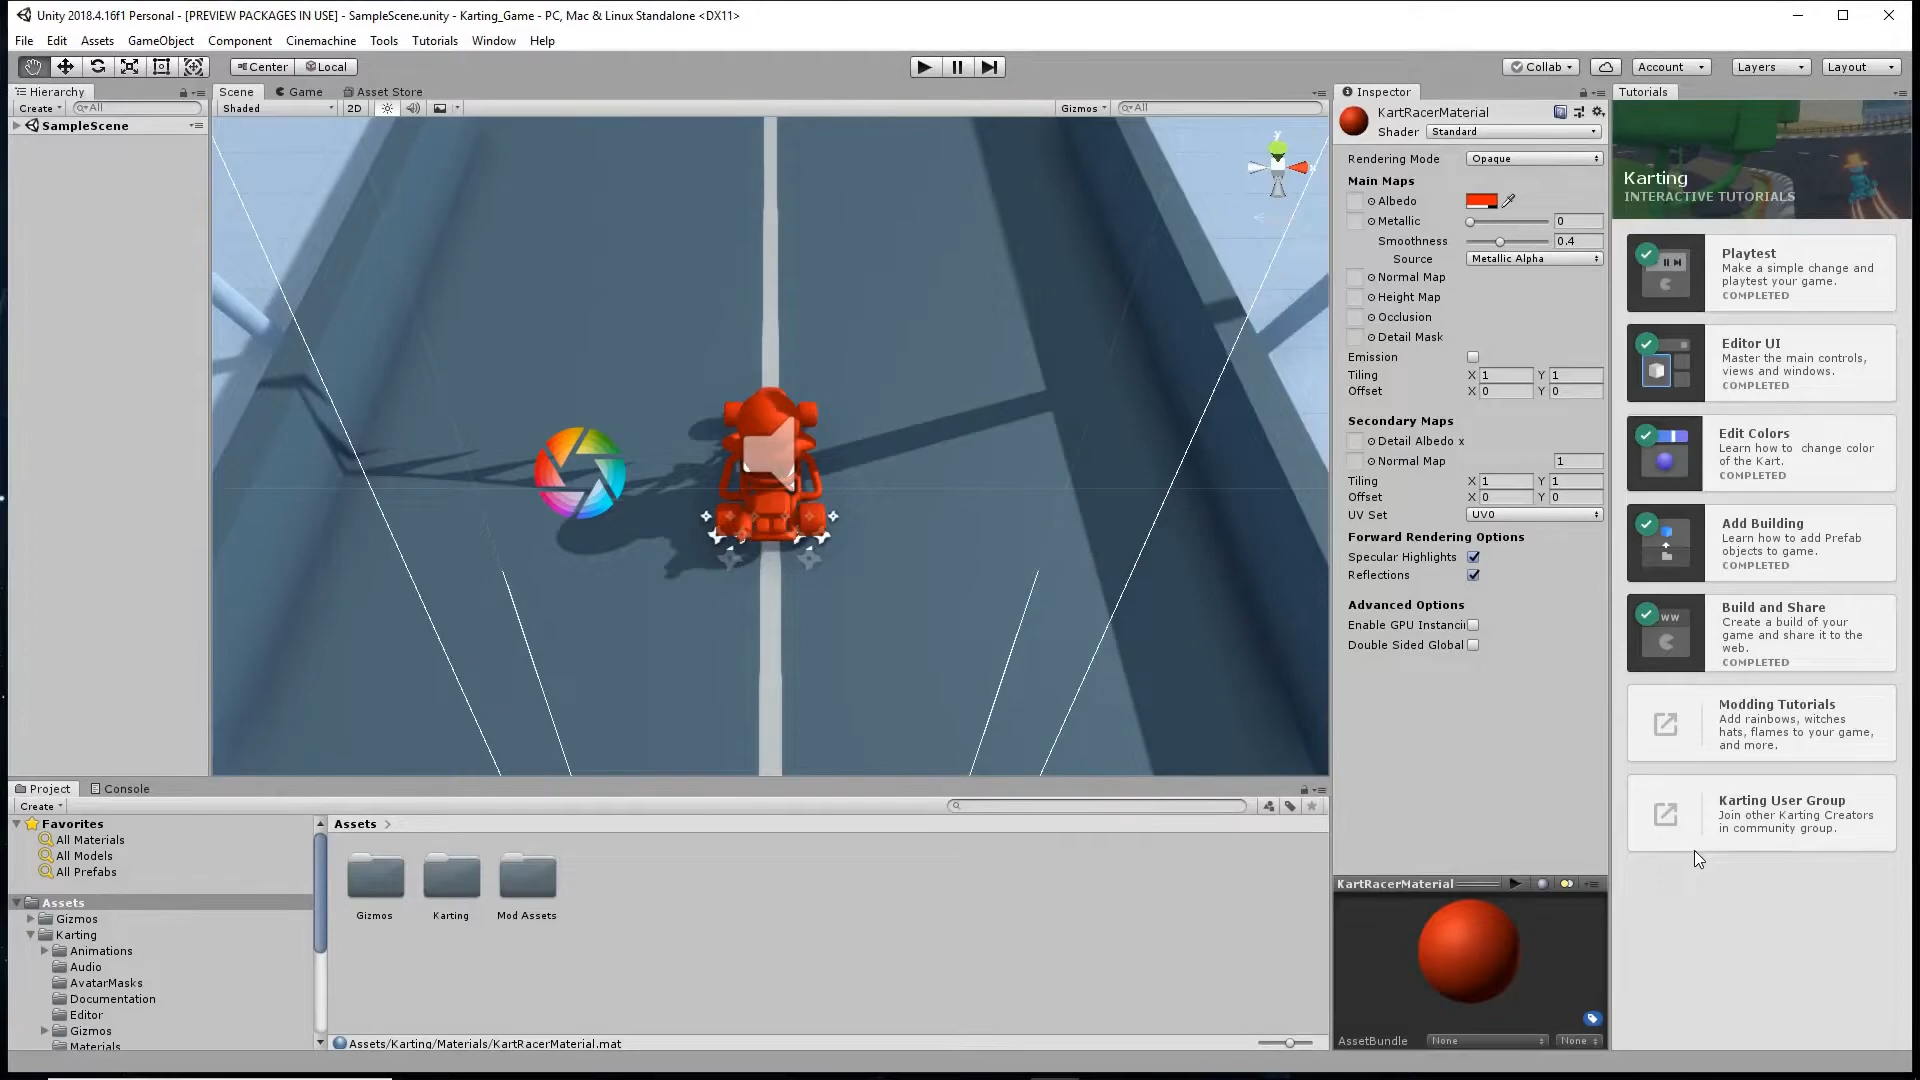 Unity 2018.4.16f1 Personal - [PREVIEW PACKAGES IN USE] - SampleScene.unity - Karting_Game - PC, Mac & Linux Standalone <DX11>
File Edit Assets GameObject Component Cinemachine Tools Tutorials Window Help
Center Local Collab Account Layers Layout
Hierarchy
Create All
SampleScene
Scene Game Asset Store
Shaded 2D Gizmos All
y
x
Inspector
KartRacerMaterial
Shader Standard
Rendering Mode Opaque
Main Maps
Albedo
Metallic 0
Smoothness 0.4
Source Metallic Alpha
Normal Map
Height Map
Occlusion
Detail Mask
Emission
Tiling X 1 Y 1
Offset X 0 Y 0
Secondary Maps
Detail Albedo x
Normal Map 1
Tiling X 1 Y 1
Offset X 0 Y 0
UV Set UV0
Forward Rendering Options
Specular Highlights
Reflections
Advanced Options
Enable GPU Instancii
Double Sided Global
KartRacerMaterial
AssetBundle None None
Tutorials
Karting
INTERACTIVE TUTORIALS
Playtest
Make a simple change and
playtest your game.
COMPLETED
Editor UI
Master the main controls,
views and windows.
COMPLETED
Edit Colors
Learn how to change color
of the Kart.
COMPLETED
Add Building
Learn how to add Prefab
objects to game.
COMPLETED
WW
Build and Share
Create a build of your
game and share it to the
web.
COMPLETED
Modding Tutorials
Add rainbows, witches
hats, flames to your game,
and more.
Karting User Group
Join other Karting Creators
in community group.
Project Console
Create
Favorites
All Materials
All Models
All Prefabs
Assets
Gizmos
Karting
Animations
Audio
AvatarMasks
Documentation
Editor
Gizmos
Materials
Assets
Gizmos Karting Mod Assets
Assets/Karting/Materials/KartRacerMaterial.mat